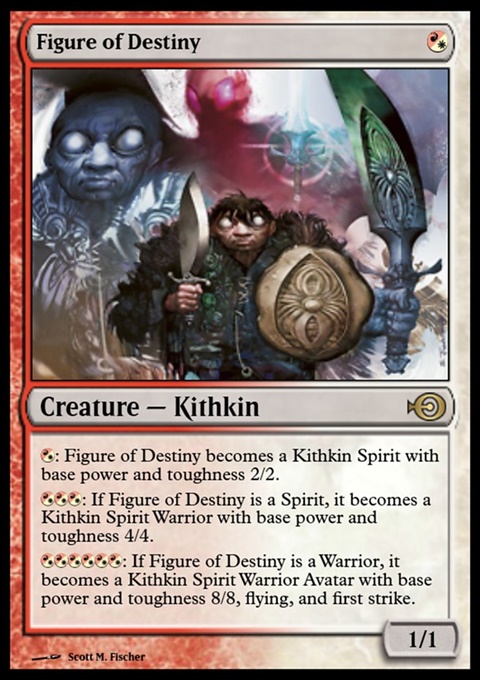 Figure of Destiny
Creature — Kithkin
: Figure of Destiny becomes a Kithkin Spirit with
base power and toughness 2/2.
: If Figure of Destiny is a Spirit, it becomes a
Kithkin Spirit Warrior with base power and
toughness 4/4.
: If Figure of Destiny is a Warrior, it
becomes a Kithkin Spirit Warrior Avatar with base
power and toughness 8/8, flying, and first strike.
1/1
Scott M. Fischer